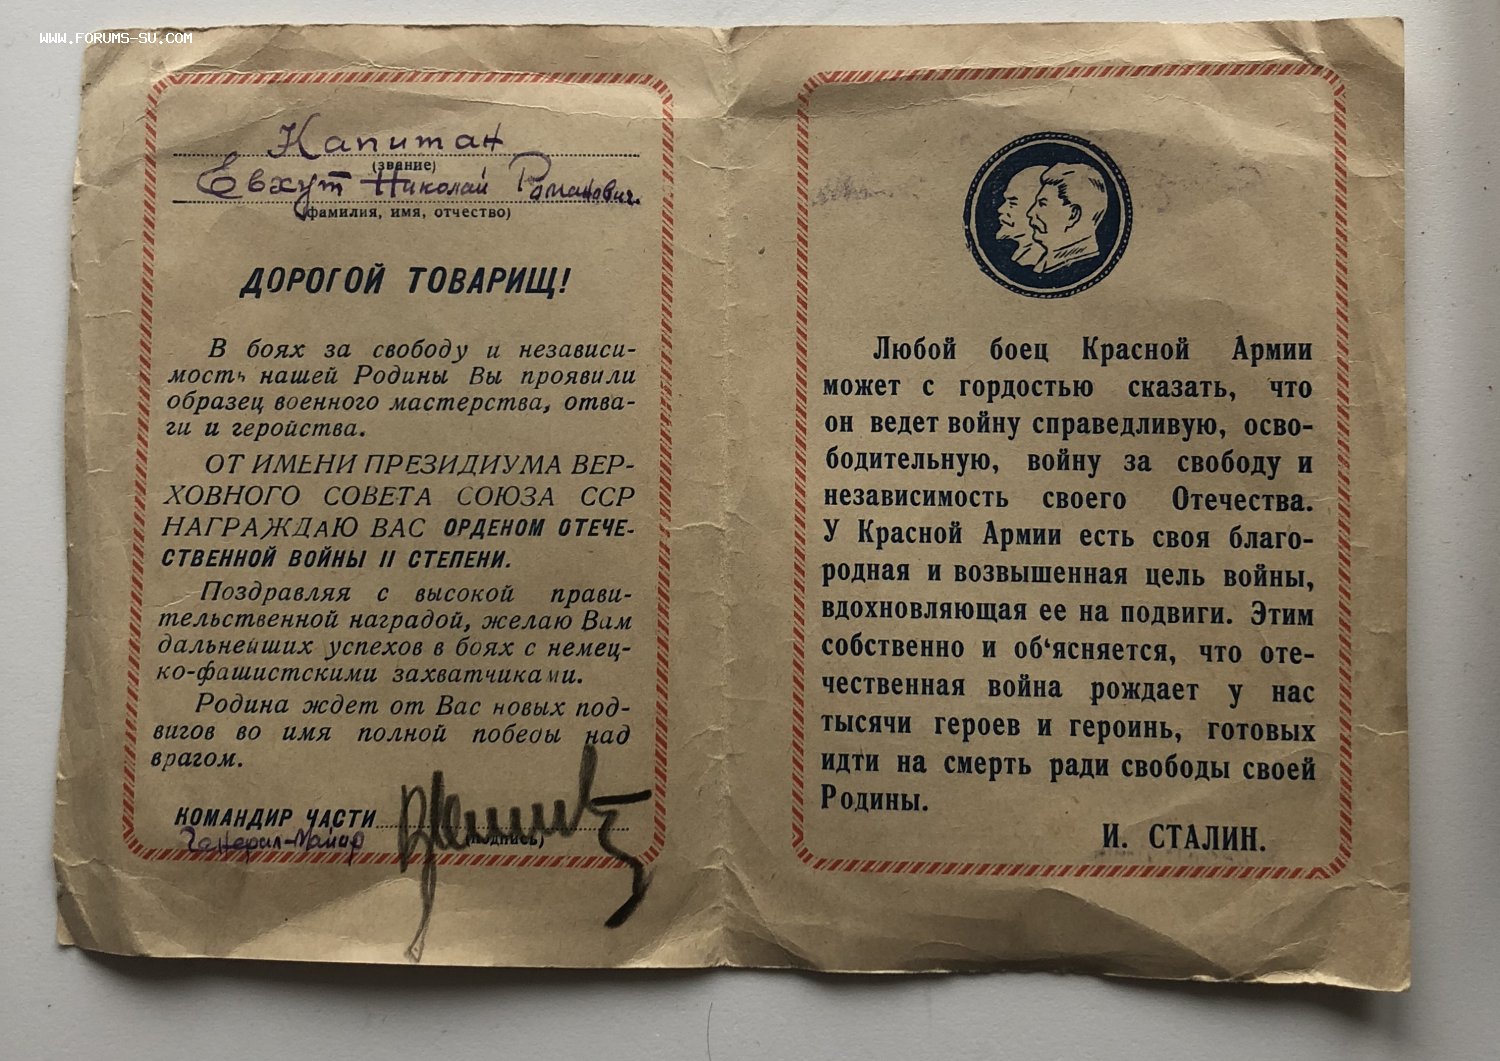 WWW.FORUMS-SU.COM
Капитан
(звание)
Евхут Николай Романович
(фамилия, имя, отчество)
ДОРОГОЙ ТОВАРИЩ!
В боях за свободу и независи-
мость нашей Родины Вы проявили
образец военного мастерства, отва-
ги и геройства.
ОТ ИМЕНИ ПРЕЗИДИУМА ВЕР-
ХОВНОГО СОВЕТА СОЮЗА ССР
НАГРАЖДАЮ ВАС ОРДЕНОМ ОТЕЧЕ-
СТВЕННОЙ ВОЙНЫ II СТЕПЕНИ.
Поздравляя с высокой прави-
тельственной наградой, желаю Вам
дальнейших успехов в боях с немец-
ко-фашистскими захватчиками.
Родина ждет от Вас новых под-
вигов во имя полной победы над
врагом.
КОМАНДИР ЧАСТИ
Генерал-Майор
(подпись)
Любой боец Красной Армии
может с гордостью сказать, что
он ведет войну справедливую, осво-
бодительную, войну за свободу и
независимость своего Отечества.
У Красной Армии есть своя благо-
родная и возвышенная цель войны,
вдохновляющая ее на подвиги. Этим
собственно и об‘ясняется, что оте-
чественная война рождает у нас
тысячи героев и героинь, готовых
идти на смерть ради свободы своей
Родины.
И. СТАЛИН.